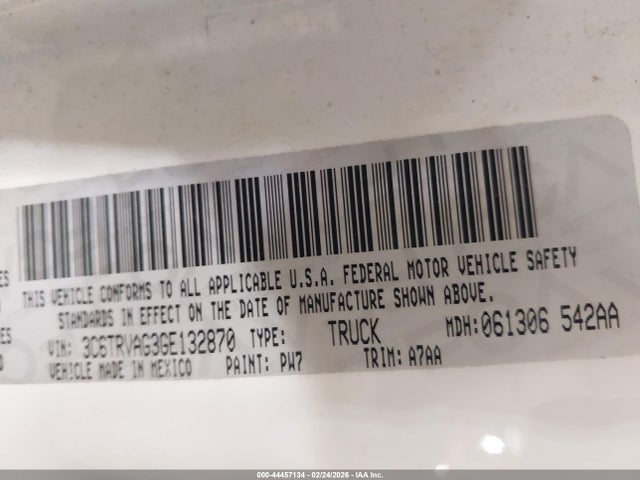 THIS VEHICLE CONFORMS TO ALL APPLICABLE U.S.A. FEDERAL MOTOR VEHICLE SAFETY
STANDARDS IN EFFECT ON THE DATE OF MANUFACTURE SHOWN ABOVE.
VIN: 3C6TRVAG3GE132870 TYPE: TRUCK MDH: 061306 542AA
VEHICLE MADE IN MEXICO PAINT: PW7 TRIM: A7AA
000-44457134 - 02/24/2026 - IAA Inc.